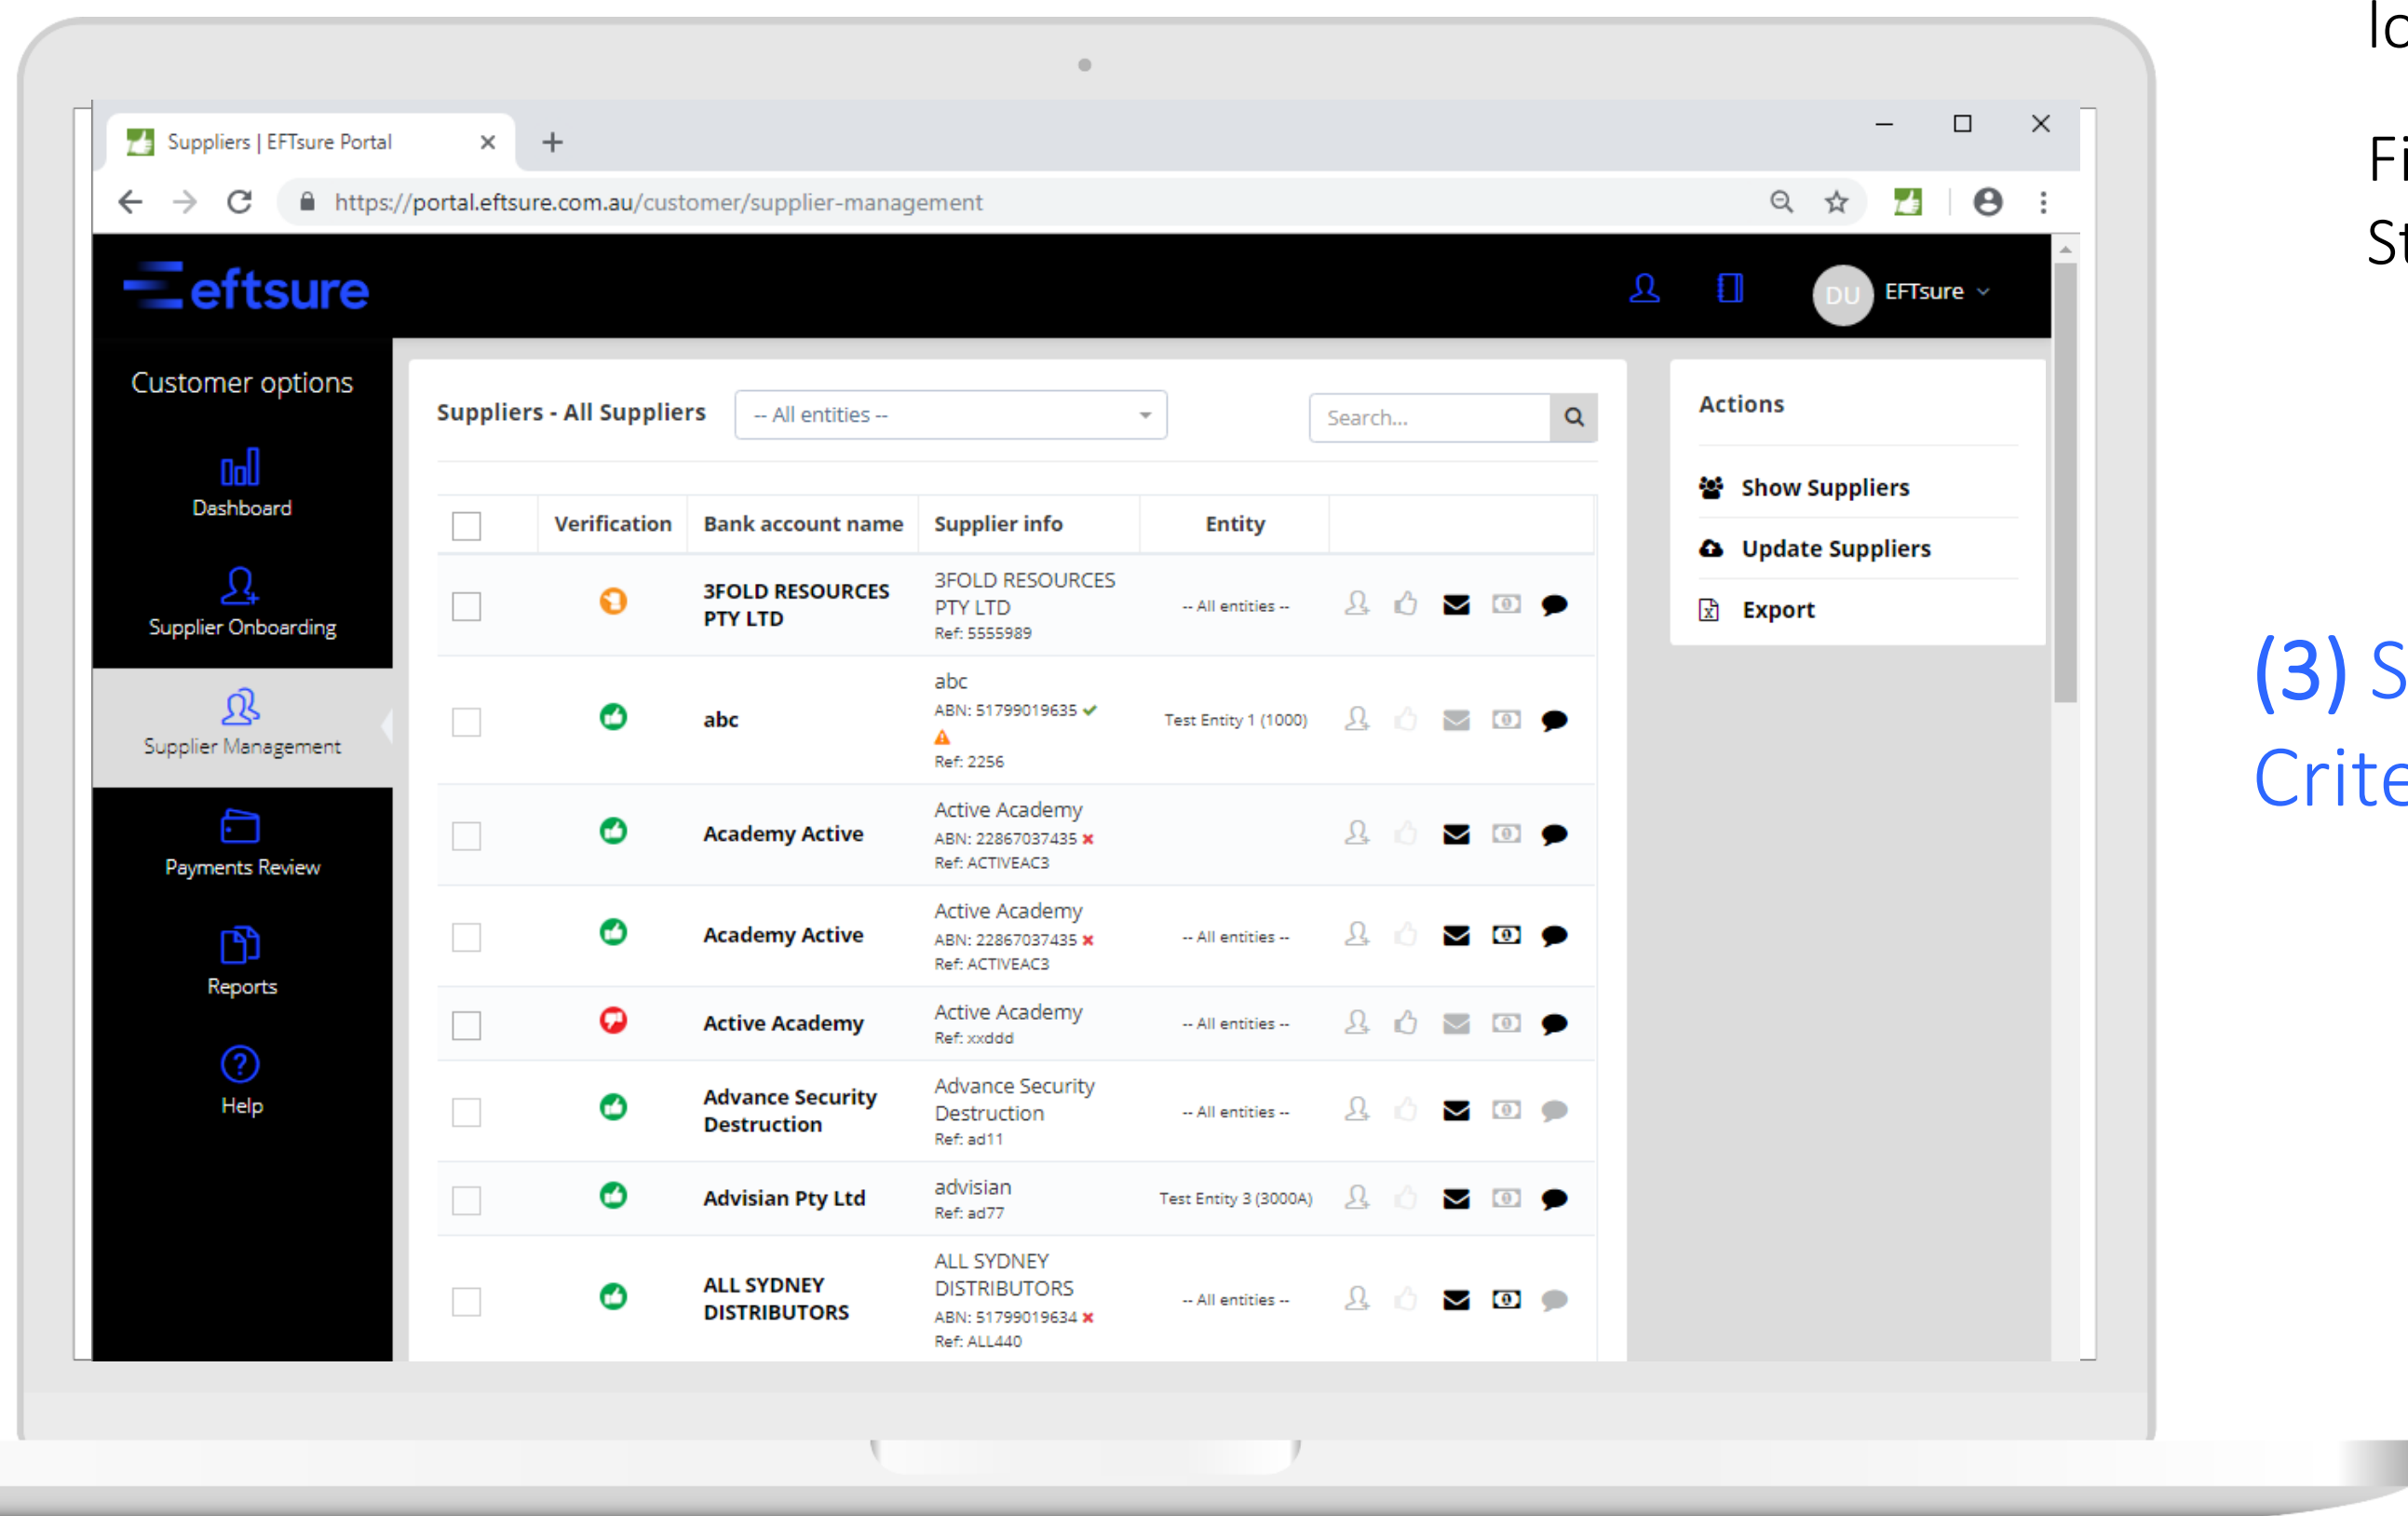 Suppliers | EFTsure Portal
https://portal.eftsure.com.au/customer/supplier-management
eftsure
DU EFTsure
Customer options
Dashboard
Supplier Onboarding
Supplier Management
Payments Review
Reports
Help
Suppliers - All Suppliers -- All entities -- Search...
Verification Bank account name Supplier info Entity
3FOLD RESOURCES
PTY LTD
3FOLD RESOURCES
PTY LTD
Ref: 5555989
-- All entities --
abc
abc
ABN: 51799019635
Ref: 2256
Test Entity 1 (1000)
Academy Active
Active Academy
ABN: 22867037435
Ref: ACTIVEAC3
Academy Active
Active Academy
ABN: 22867037435
Ref: ACTIVEAC3
-- All entities --
Active Academy
Active Academy
Ref: xxddd
-- All entities --
Advance Security
Destruction
Advance Security
Destruction
Ref: ad11
-- All entities --
Advisian Pty Ltd
advisian
Ref: ad77
Test Entity 3 (3000A)
ALL SYDNEY
DISTRIBUTORS
ALL SYDNEY
DISTRIBUTORS
ABN: 51799019634
Ref: ALL440
-- All entities --
Actions
Show Suppliers
Update Suppliers
Export
(3)